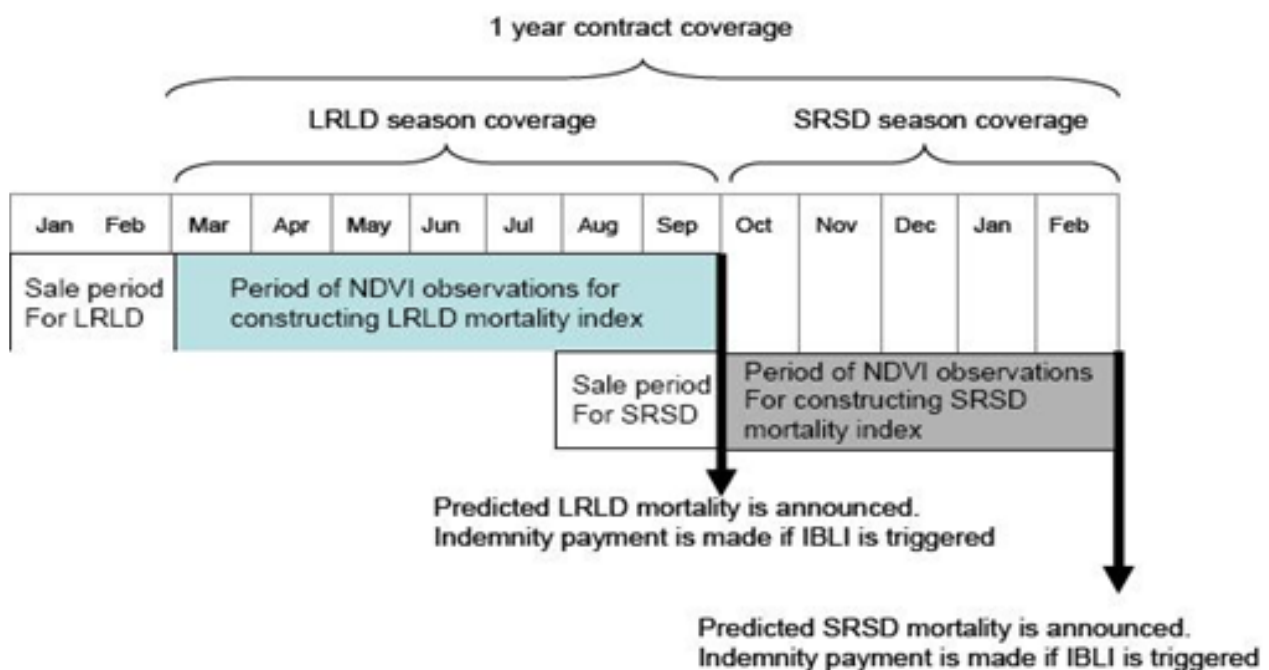 1 year contract coverage
LRLD season coverage
SRSD season coverage
Jan Feb Mar Apr May Jun Jul Aug Sep Oct Nov Dec Jan Feb
Sale period
For LRLD
Period of NDVI observations for
constructing LRLD mortality index
Sale period
For SRSD
Period of NDVI observations
For constructing SRSD
mortality index
Predicted LRLD mortality is announced.
Indemnity payment is made if IBLI is triggered
Predicted SRSD mortality is announced.
Indemnity payment is made if IBLI is triggered